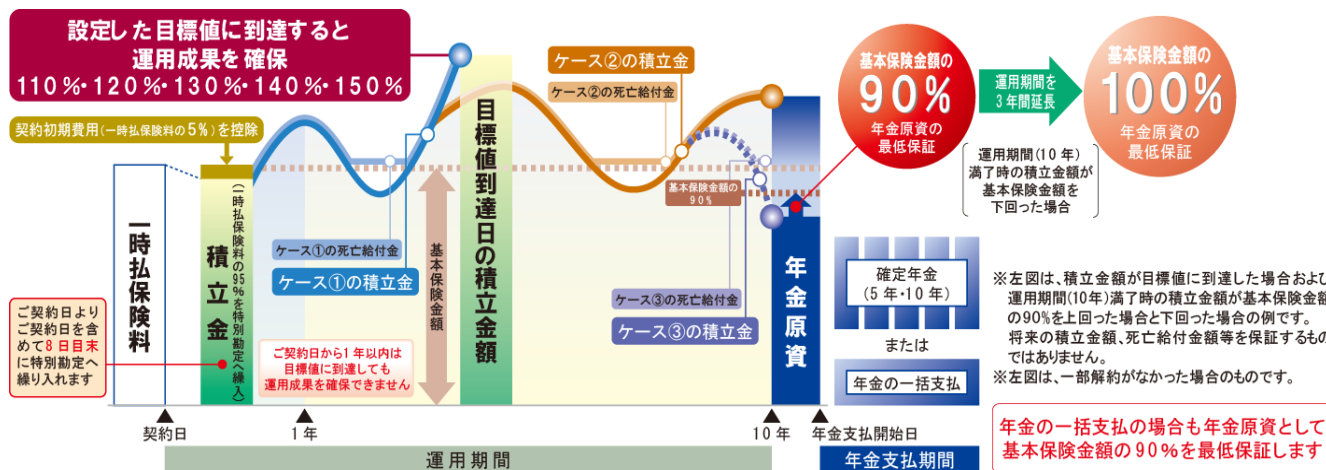 設定した目標値に到達すると
運用成果を確保
110%・120%・130%・140%・150%
契約初期費用(一時払保険料の5%)を控除
一時払保険料
積立金
(一時払保険料の95%を特別勘定へ繰入)
ご契約日より
ご契約日を含
めて8日目末
に特別勘定へ
繰り入れます
ケース①の死亡給付金
ケース①の積立金
ご契約日から1年以内は
目標値に到達しても
運用成果を確保できません
基本保険金額
目標値到達日の積立金額
ケース②の積立金
ケース②の死亡給付金
基本保険金額の
90%
ケース③の死亡給付金
ケース③の積立金
年金原資
基本保険金額の
90%
年金原資の
最低保証
運用期間を
3年間延長
基本保険金額の
100%
年金原資の
最低保証
運用期間(10年)
満了時の積立金額が
基本保険金額を
下回った場合
確定年金
(5年・10年)
または
年金の一括支払
※左図は、積立金額が目標値に到達した場合および
運用期間(10年)満了時の積立金額が基本保険金額
の90%を上回った場合と下回った場合の例です。
将来の積立金額、死亡給付金額等を保証するもの
ではありません。
※左図は、一部解約がなかった場合のものです。
年金の一括支払の場合も年金原資として
基本保険金額の90%を最低保証します
契約日
1年
10年
年金支払開始日
運用期間
年金支払期間